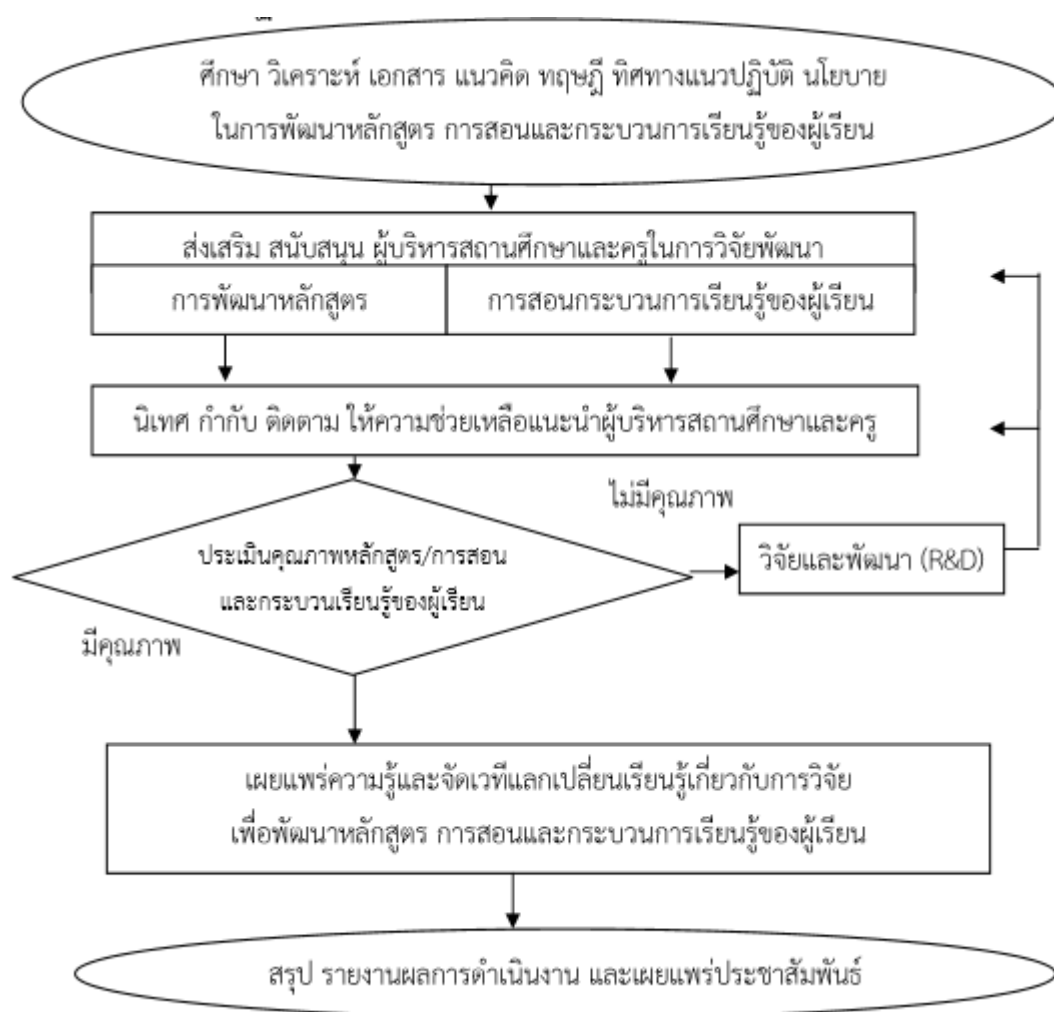 ศึกษา วิเคราะห์ เอกสาร แนวคิด ทฤษฎี ทิศทางแนวปฏิบัติ นโยบาย
ในการพัฒนาหลักสูตร การสอนและกระบวนการเรียนรู้ของผู้เรียน
ส่งเสริม สนับสนุน ผู้บริหารสถานศึกษาและครูในการวิจัยพัฒนา
การพัฒนาหลักสูตร
การสอนกระบวนการเรียนรู้ของผู้เรียน
นิเทศ กำกับ ติดตาม ให้ความช่วยเหลือแนะนำผู้บริหารสถานศึกษาและครู
ไม่มีคุณภาพ
ประเมินคุณภาพหลักสูตร/การสอน
และกระบวนเรียนรู้ของผู้เรียน
วิจัยและพัฒนา (R&D)
มีคุณภาพ
เผยแพร่ความรู้และจัดเวทีแลกเปลี่ยนเรียนรู้เกี่ยวกับการวิจัย
เพื่อพัฒนาหลักสูตร การสอนและกระบวนการเรียนรู้ของผู้เรียน
สรุป รายงานผลการดำเนินงาน และเผยแพร่ประชาสัมพันธ์